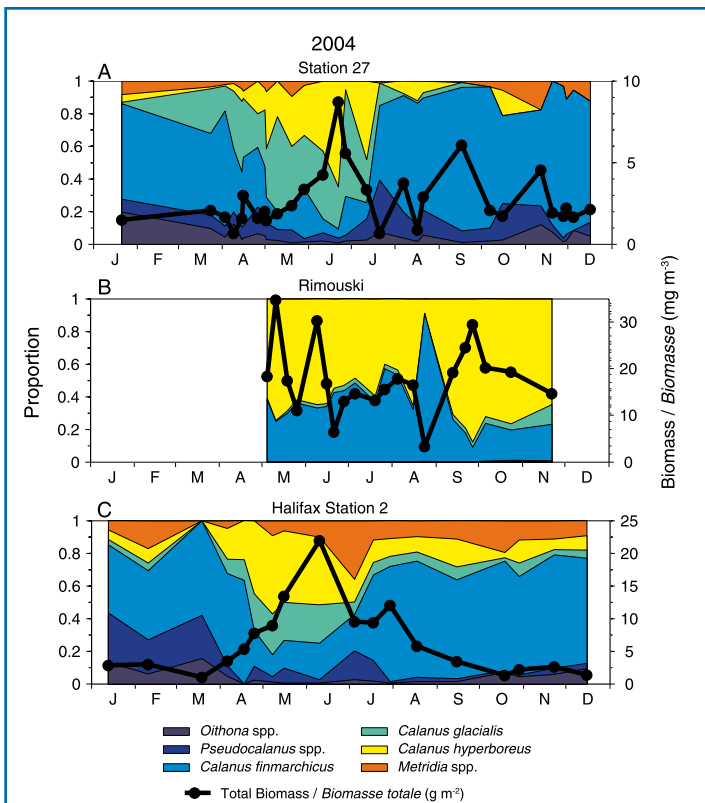 2004
A
Station 27
1
0.8
0.6
0.4
0.2
0
10
5
0
J F M A M J J A S O N D
B
Rimouski
1
0.8
0.6
0.4
0.2
0
30
20
10
0
J F M A M J J A S O N D
C
Halifax Station 2
1
0.8
0.6
0.4
0.2
0
25
20
15
10
5
0
J F M A M J J A S O N D
Proportion
Biomass / Biomasse (mg m⁻³)
Oithona spp.
Pseudocalanus spp.
Calanus finmarchicus
Calanus glacialis
Calanus hyperboreus
Metridia spp.
Total Biomass / Biomasse totale (g m⁻²)